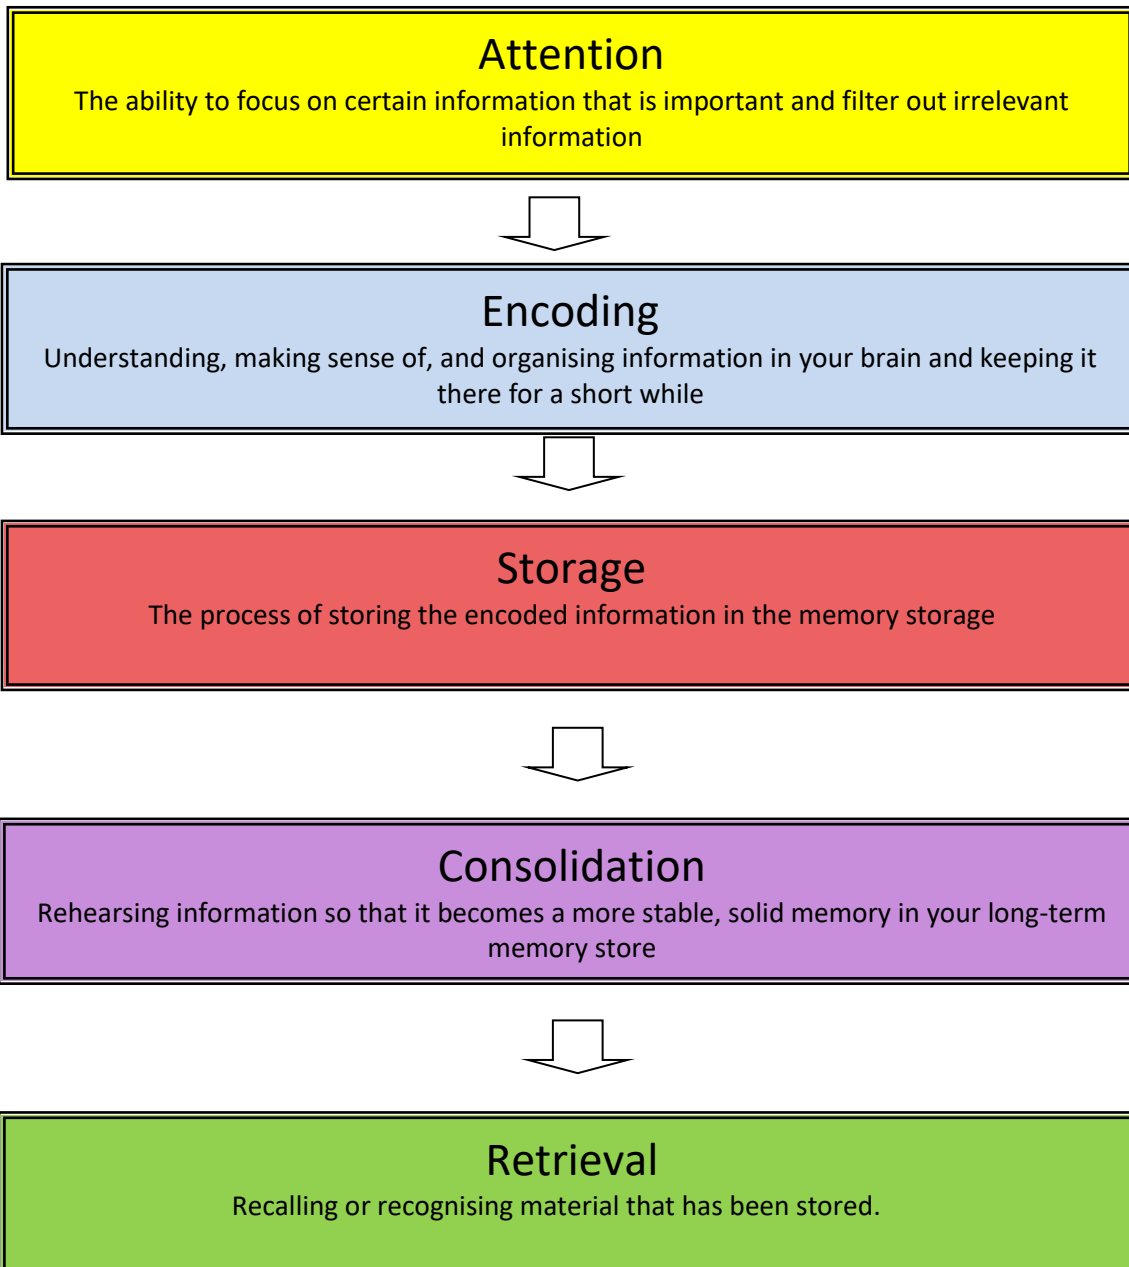 Attention
The ability to focus on certain information that is important and filter out irrelevant
information
Encoding
Understanding, making sense of, and organising information in your brain and keeping it
there for a short while
Storage
The process of storing the encoded information in the memory storage
Consolidation
Rehearsing information so that it becomes a more stable, solid memory in your long-term
memory store
Retrieval
Recalling or recognising material that has been stored.